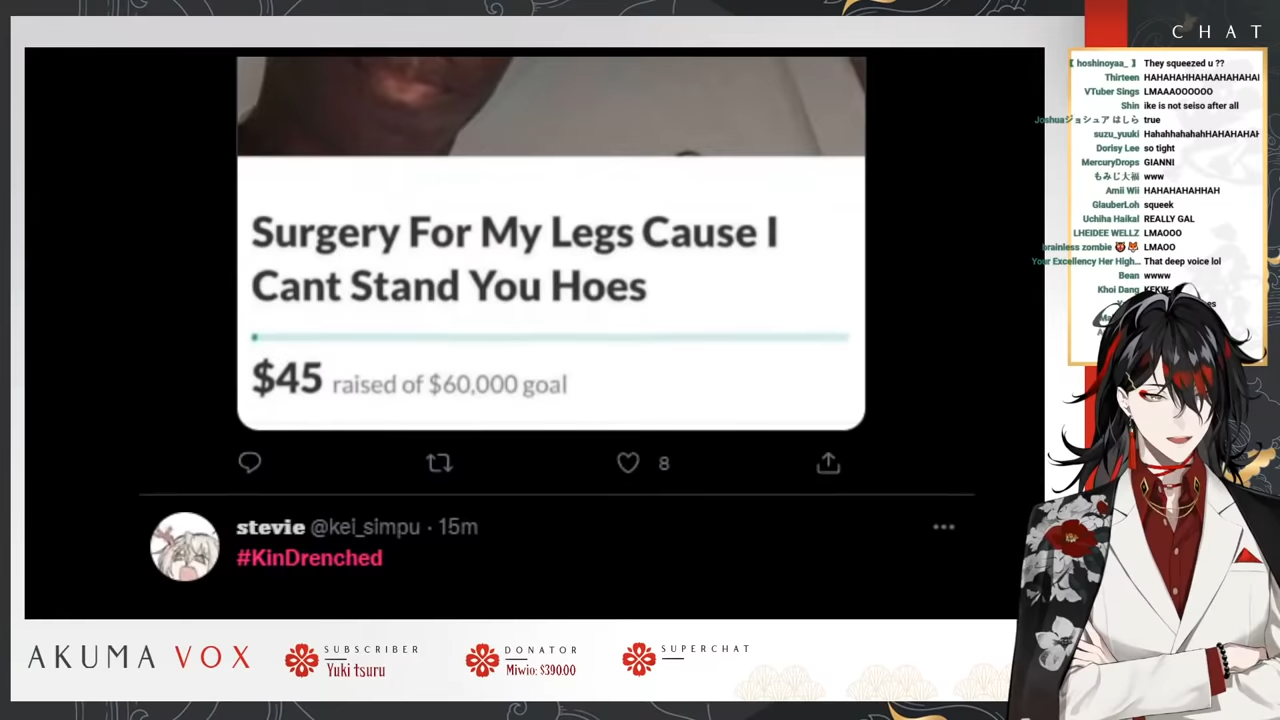 CHAT
【 hoshinoyaa_ 】 They squeezed u ??
Thirteen HAHAHAHHAHAAHAHAHAI
VTuber Sings LMAAAOOOOOO
Shin ike is not seiso after all
Joshuaジョシュア はしら true
suzu_yuuki HahahhahahahHAHAHAHAH
Dorisy Lee so tight
MercuryDrops GIANNI
もみじ大福 www
Amii Wii HAHAHAHAHHAH
GlauberLoh squeek
Uchiha Haikal REALLY GAL
LHEIDEE WELLZ LMAOOO
brainless zombie LMAOO
Your Excellency Her High... That deep voice lol
Bean wwww
Khoi Dang KEKW
Surgery For My Legs Cause I
Cant Stand You Hoes
$45 raised of $60,000 goal
8
stevie @kei_simpu · 15m
#KinDrenched
AKUMA VOX
SUBSCRIBER
Yuki tsuru
DONATOR
Miwio: $390.00
SUPERCHAT